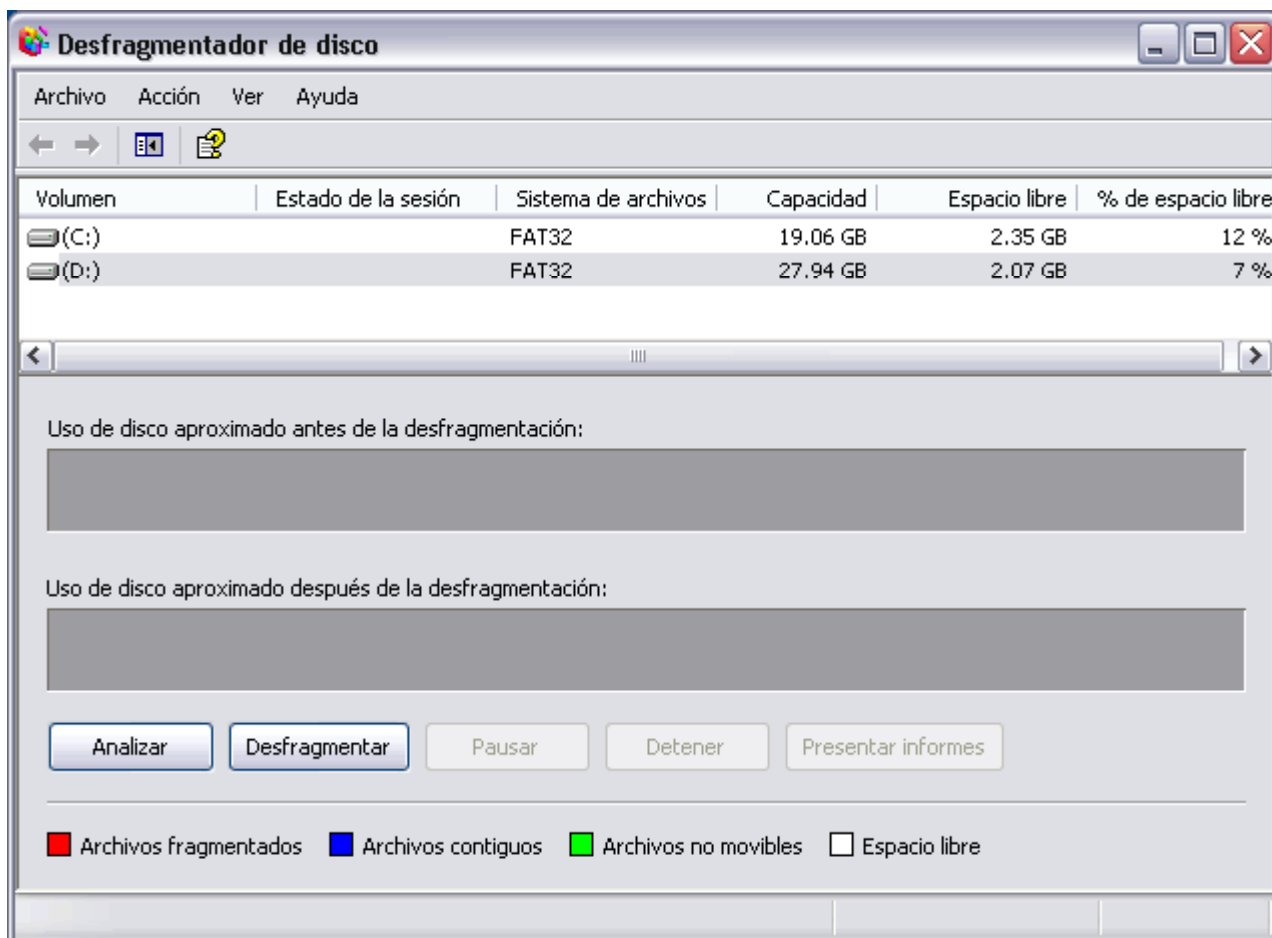 Desfragmentador de disco
Archivo Acción Ver Ayuda
Volumen Estado de la sesión Sistema de archivos Capacidad Espacio libre % de espacio libre
(C:) FAT32 19.06 GB 2.35 GB 12 %
(D:) FAT32 27.94 GB 2.07 GB 7 %
Uso de disco aproximado antes de la desfragmentación:
Uso de disco aproximado después de la desfragmentación:
Analizar Desfragmentar Pausar Detener Presentar informes
Archivos fragmentados Archivos contiguos Archivos no movibles Espacio libre